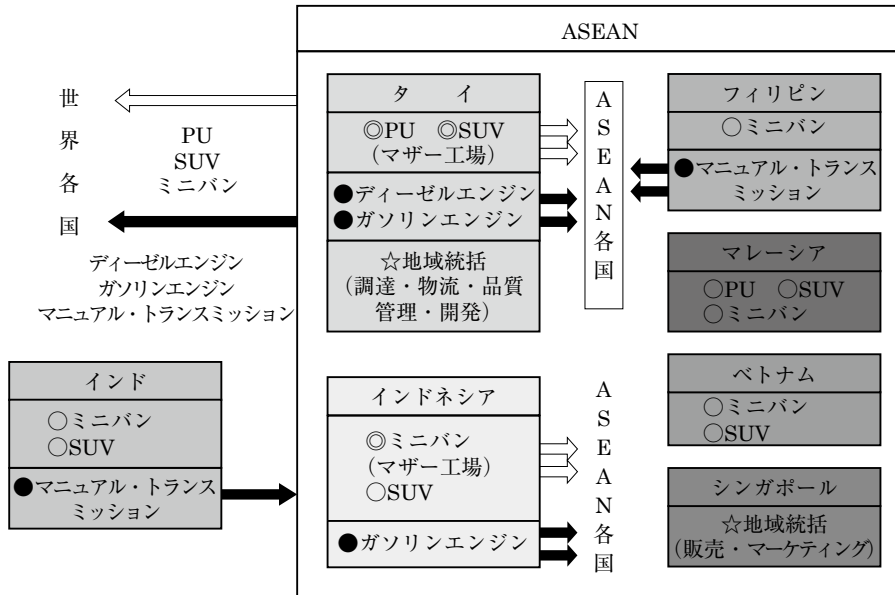 ASEAN
世界各国
PU
SUV
ミニバン
ディーゼルエンジン
ガソリンエンジン
マニュアル・トランスミッション
タイ
◎PU ◎SUV
(マザー工場)
●ディーゼルエンジン
●ガソリンエンジン
☆地域統括
(調達・物流・品質
管理・開発)
ASEAN各国
フィリピン
○ミニバン
●マニュアル・トランス
ミッション
マレーシア
○PU ○SUV
○ミニバン
インド
○ミニバン
○SUV
●マニュアル・トランス
ミッション
インドネシア
◎ミニバン
(マザー工場)
○SUV
●ガソリンエンジン
ASEAN各国
ベトナム
○ミニバン
○SUV
シンガポール
☆地域統括
(販売・マーケティング)